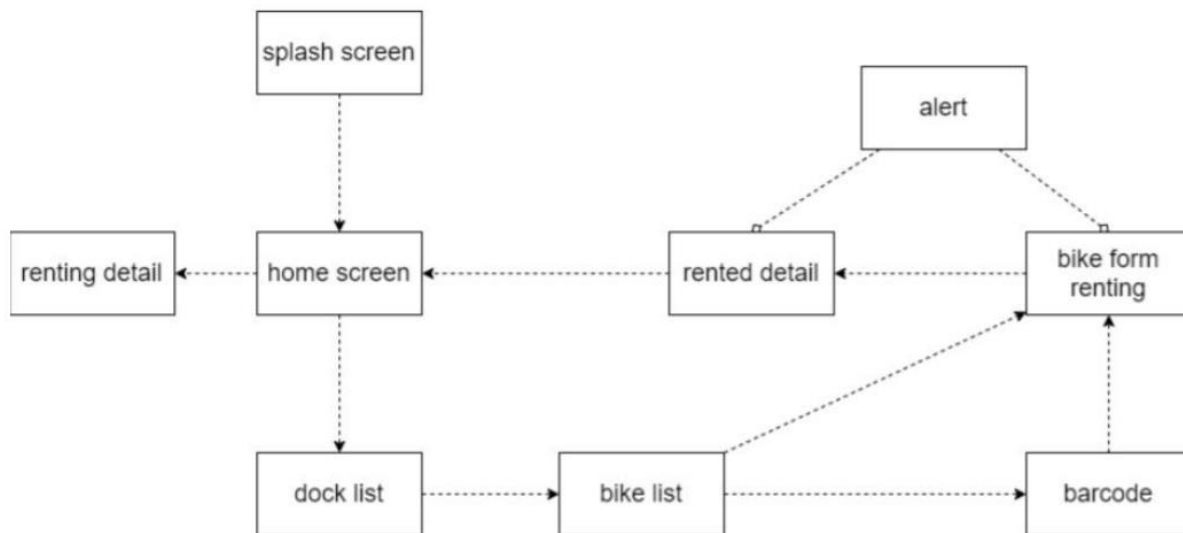 splash screen
alert
renting detail
home screen
rented detail
bike form
renting
dock list
bike list
barcode